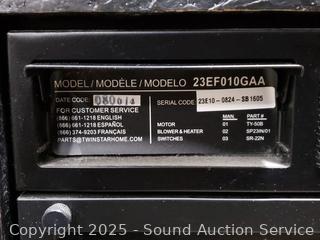 MODEL / MODÈLE / MODELO 23EF010GAA
DATE CODE:
SERIAL CODE: 23E10-0824-SB1605
FOR CUSTOMER SERVICE
(866) 661-1218 ENGLISH
(866) 661-1218 ESPAÑOL
(866) 374-9203 FRANÇAIS
PARTS@TWINSTARHOME.COM
MAN. PART #
MOTOR 01 TY-50B
BLOWER & HEATER 02 SP23IN/01
SWITCHES 03 SR-22N
© 2025 - Sound Auction Service